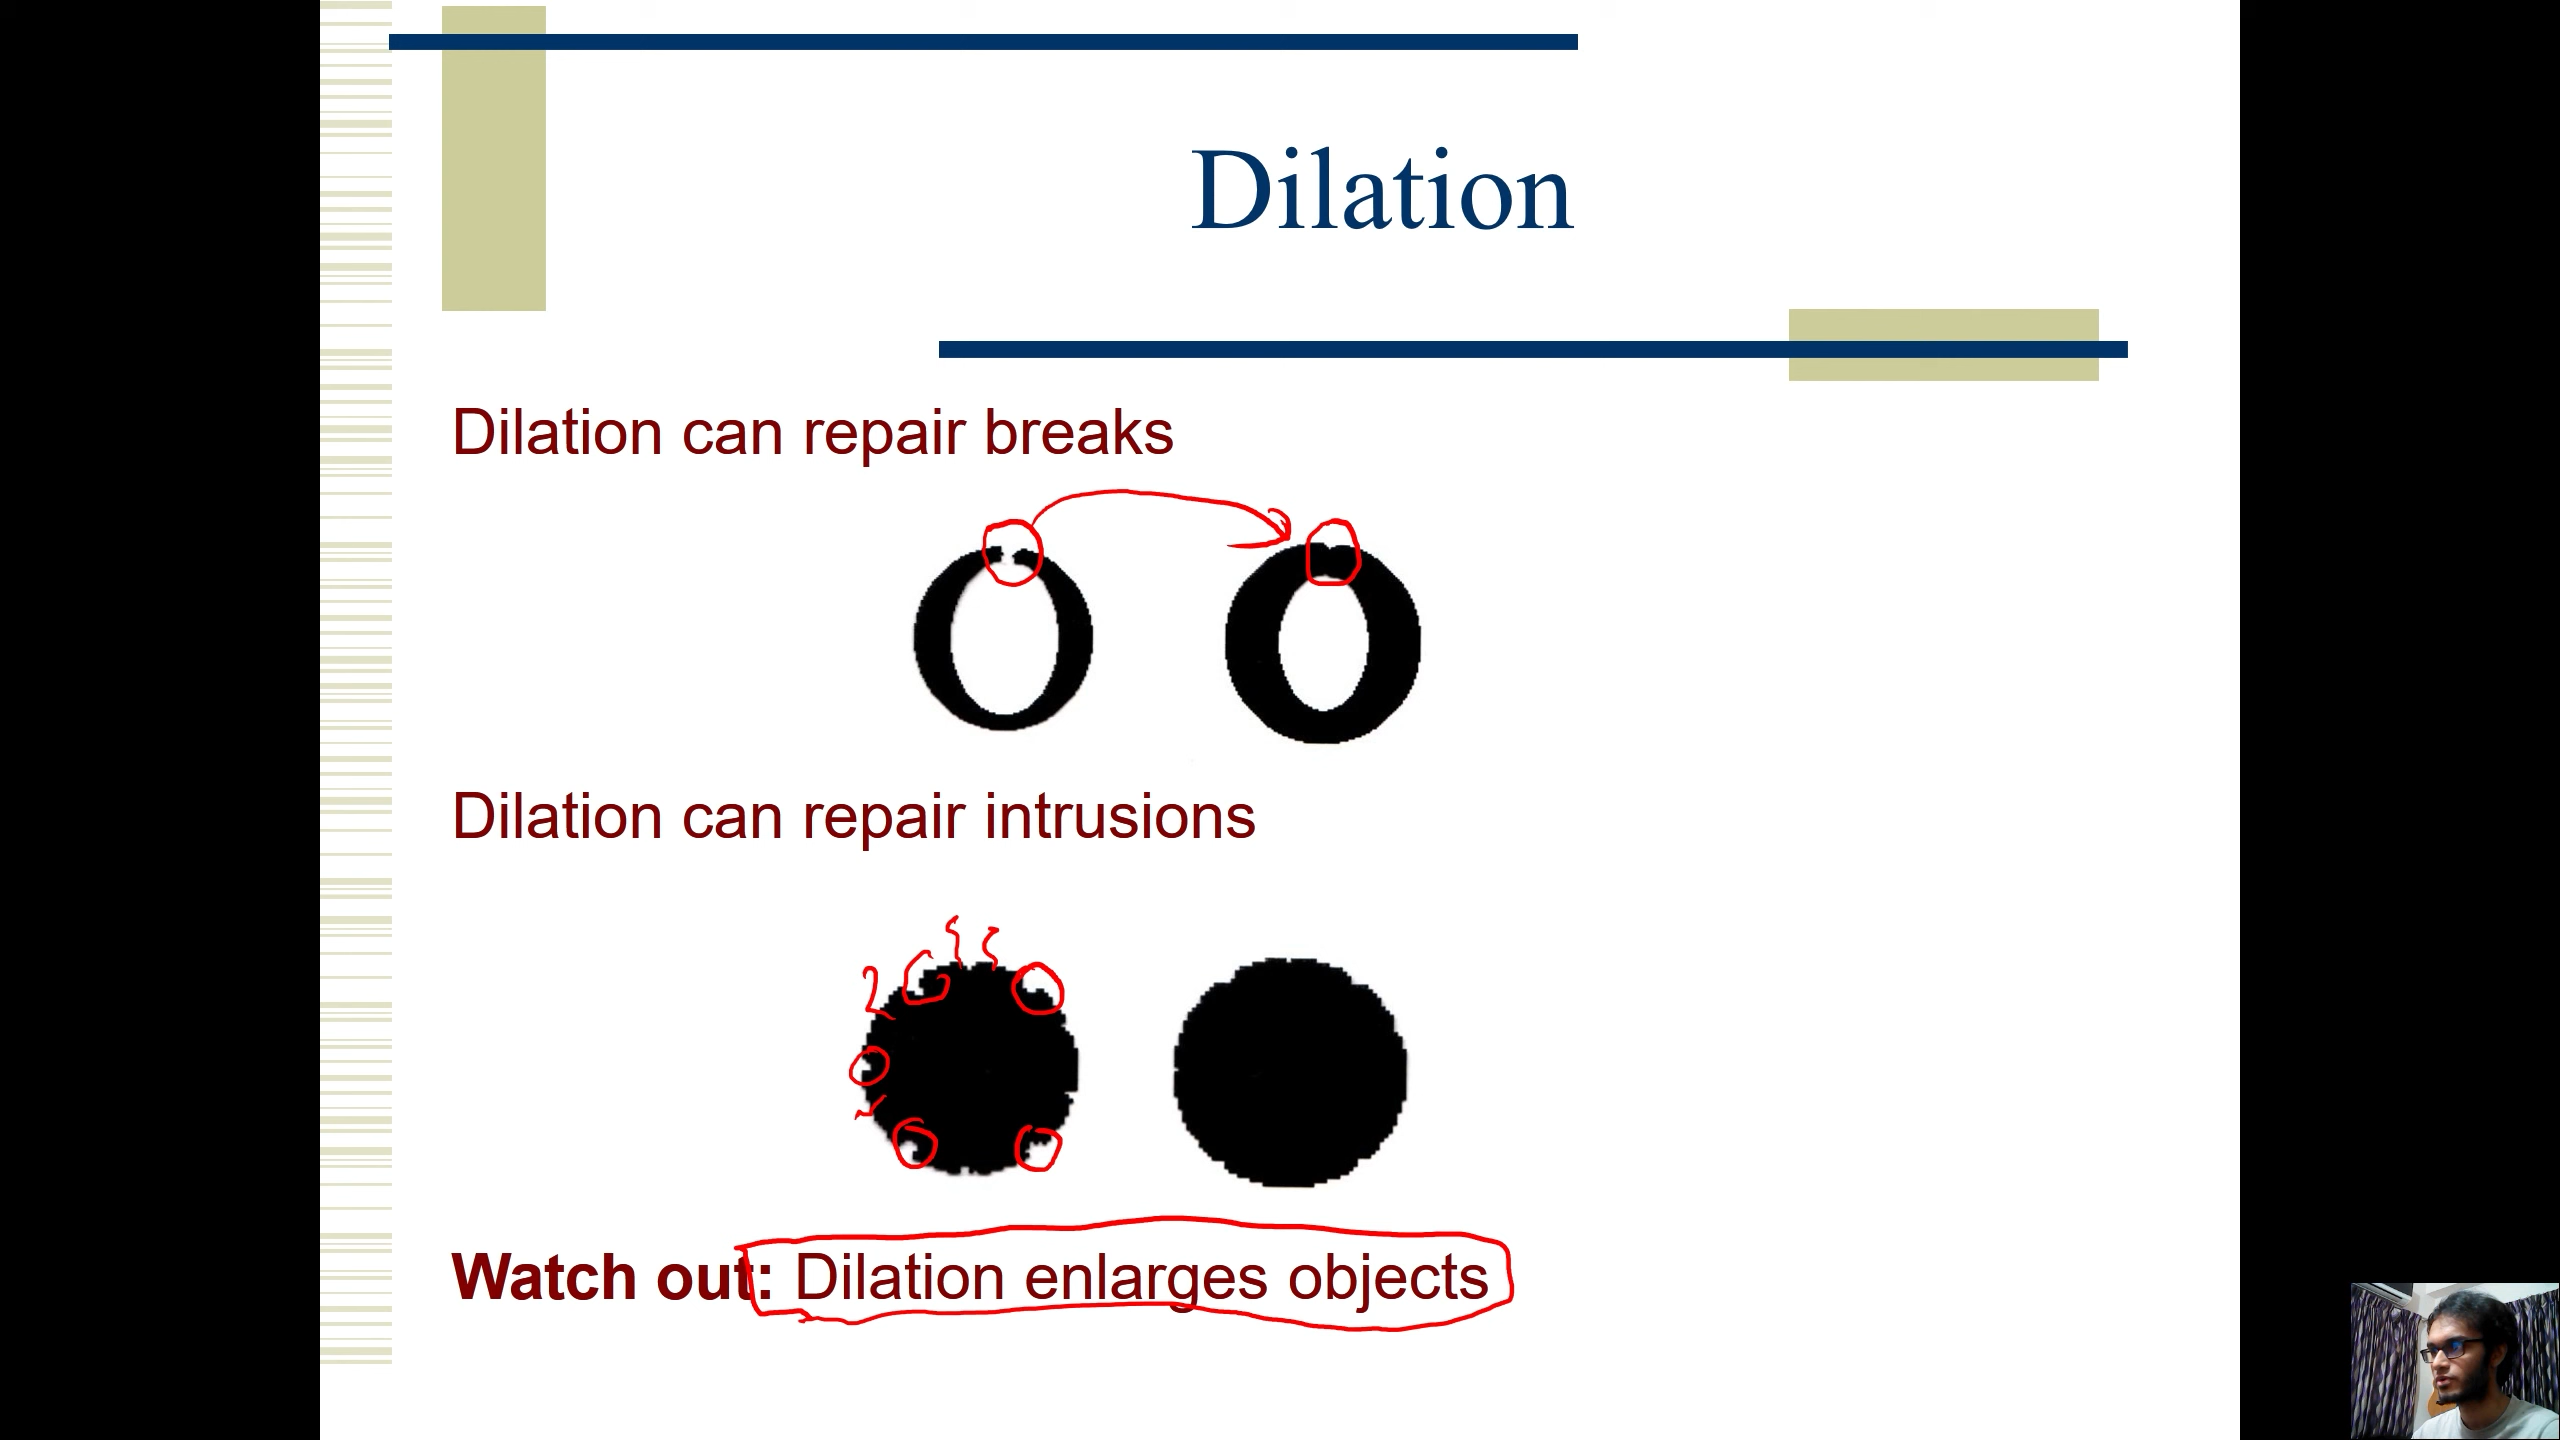 Dilation
Dilation can repair breaks
Dilation can repair intrusions
Watch out: Dilation enlarges objects